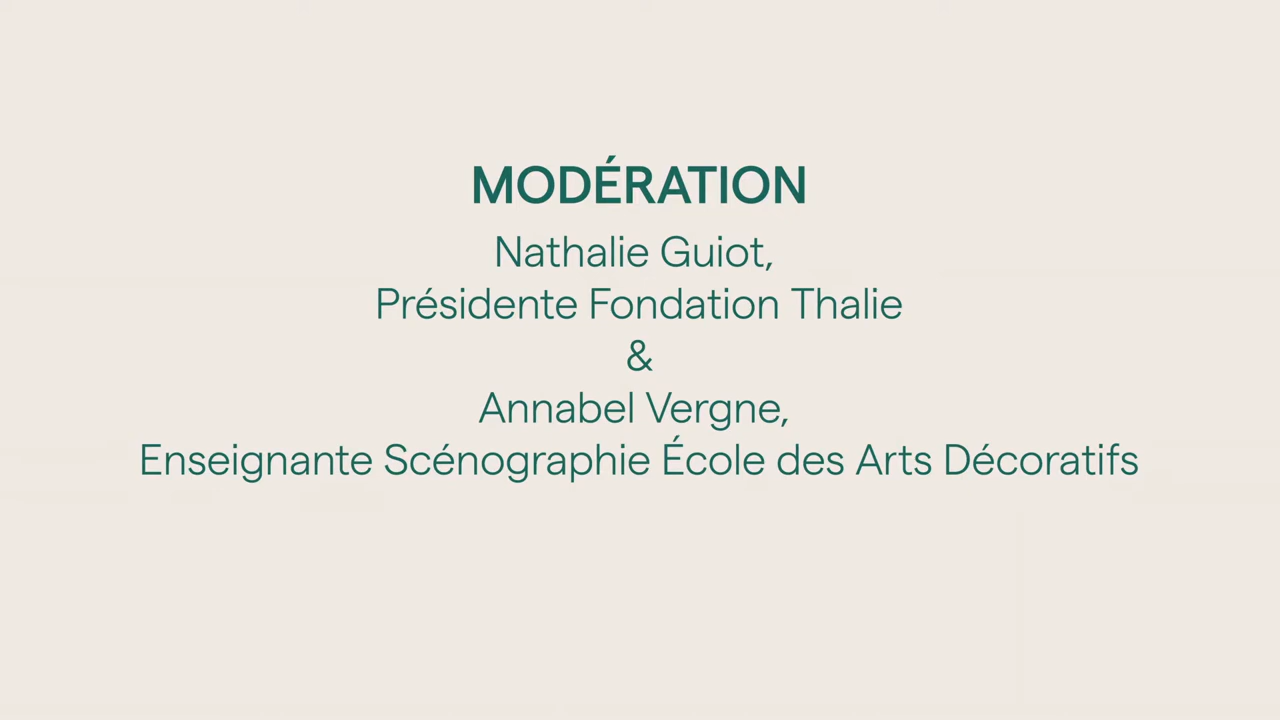 MODÉRATION
Nathalie Guiot,
Présidente Fondation Thalie
&
Annabel Vergne,
Enseignante Scénographie École des Arts Décoratifs